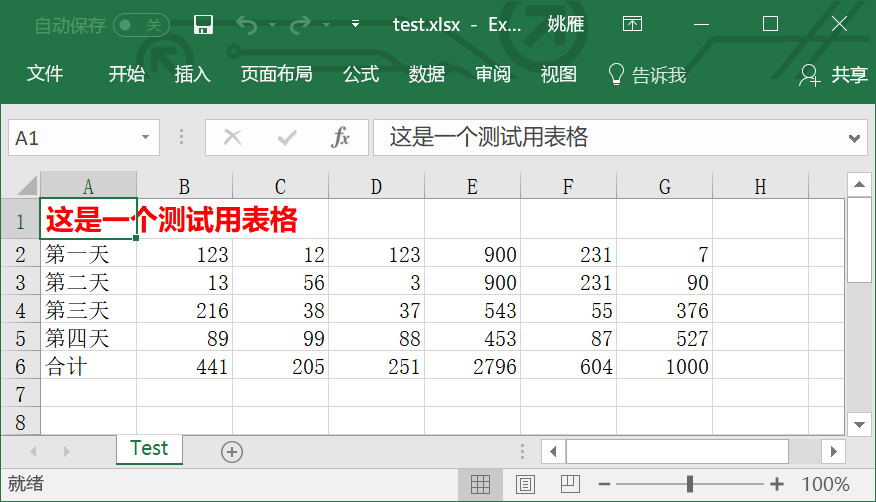 自动保存 关 test.xlsx - Ex... 姚雁
文件 开始 插入 页面布局 公式 数据 审阅 视图 告诉我 共享
A1 fx 这是一个测试用表格
A B C D E F G H
1 这是一个测试用表格
2 第一天 123 12 123 900 231 7
3 第二天 13 56 3 900 231 90
4 第三天 216 38 37 543 55 376
5 第四天 89 99 88 453 87 527
6 合计 441 205 251 2796 604 1000
7
8
Test
就绪 100%